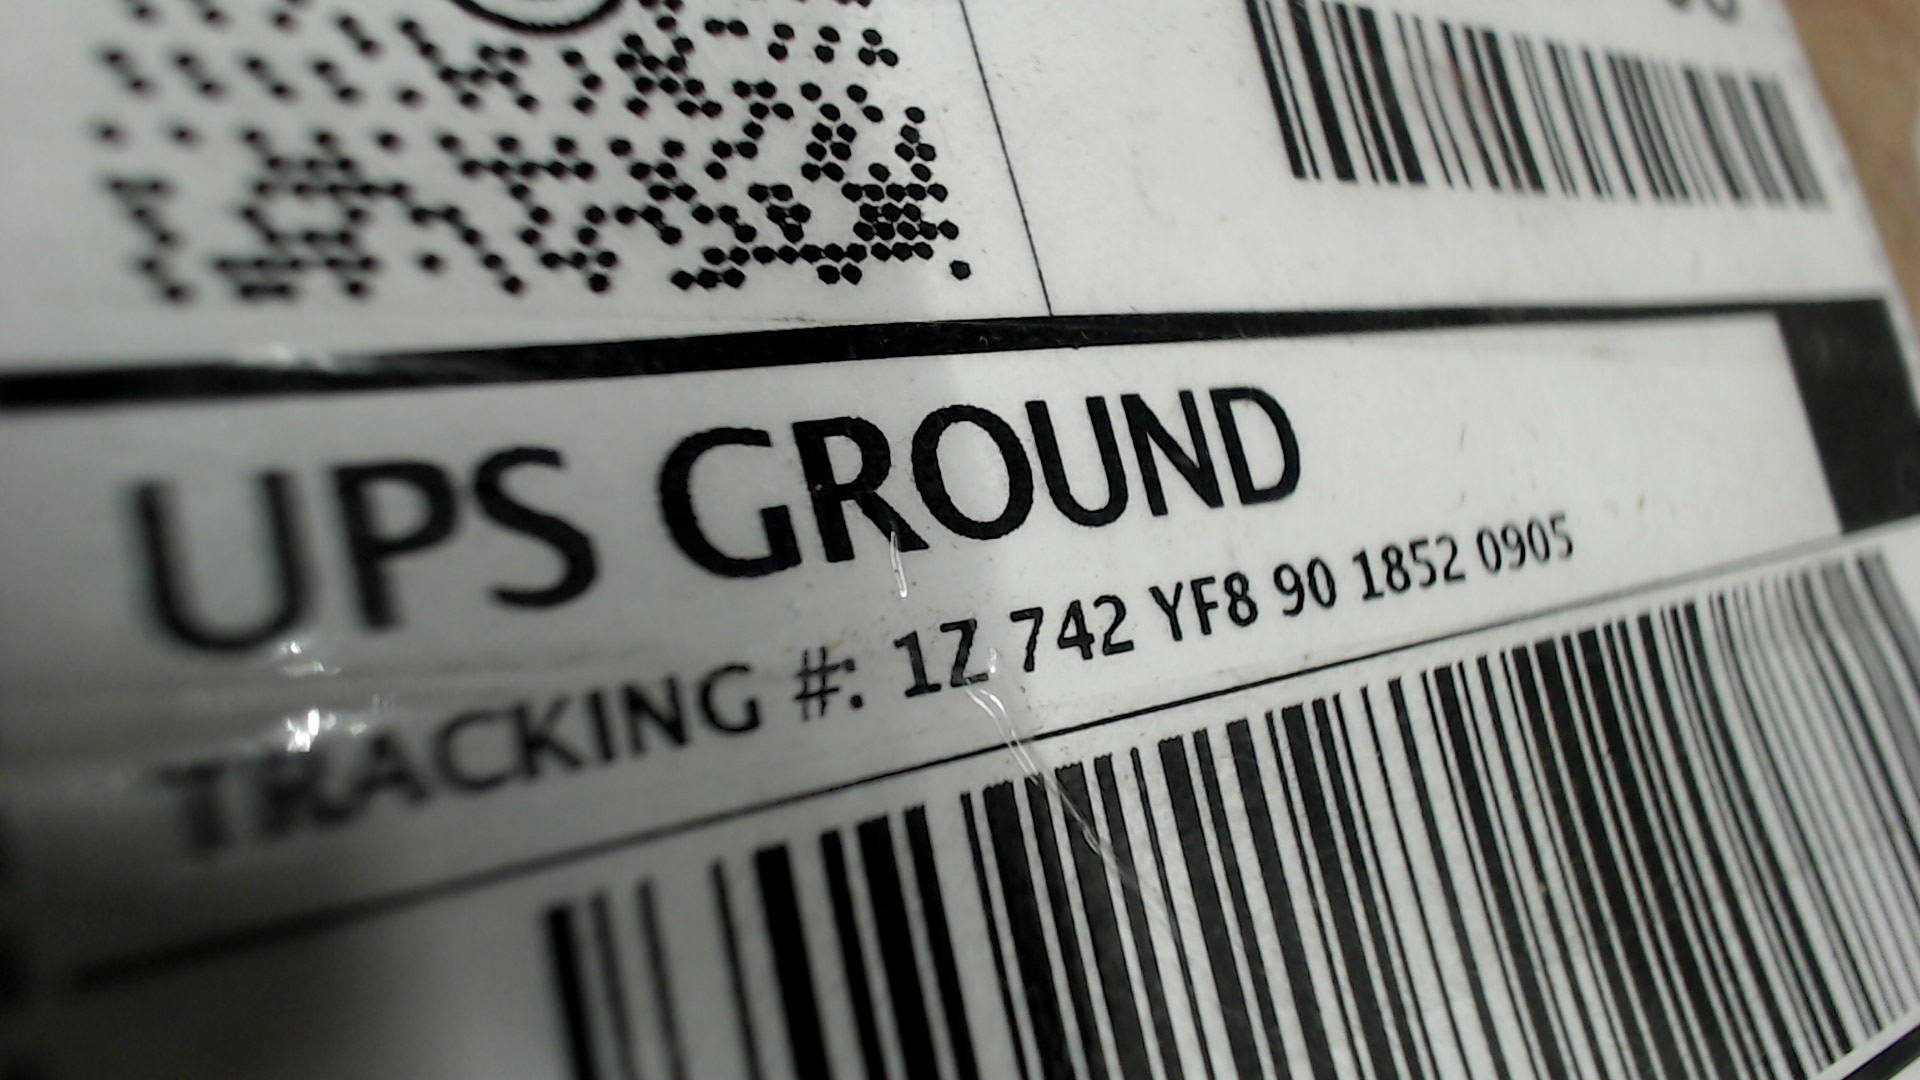 UPS GROUND
TRACKING #: 1Z 742 YF8 90 1852 0905